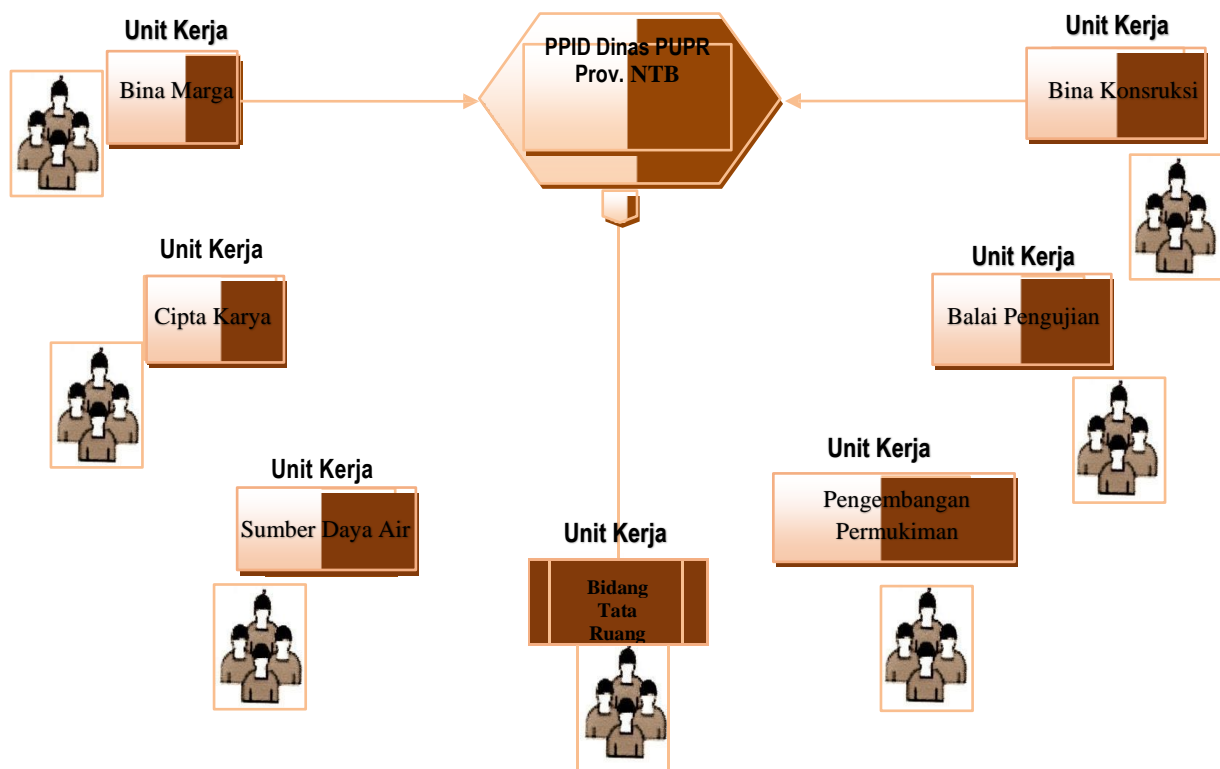 Unit Kerja
Bina Marga
PPID Dinas PUPR
Prov. NTB
Unit Kerja
Bina Konsruksi
Unit Kerja
Cipta Karya
Unit Kerja
Balai Pengujian
Unit Kerja
Sumber Daya Air
Unit Kerja
Bidang
Tata
Ruang
Unit Kerja
Pengembangan
Permukiman